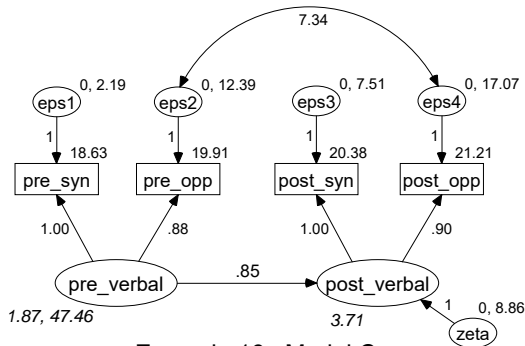 7.34
0, 2.19
0, 12.39
0, 7.51
0, 17.07
eps1
eps2
eps3
eps4
1
1
1
1
18.63
19.91
20.38
21.21
pre_syn
pre_opp
post_syn
post_opp
1.00
.88
1.00
.90
pre_verbal
.85
post_verbal
1.87, 47.46
3.71
1
0, 8.86
zeta